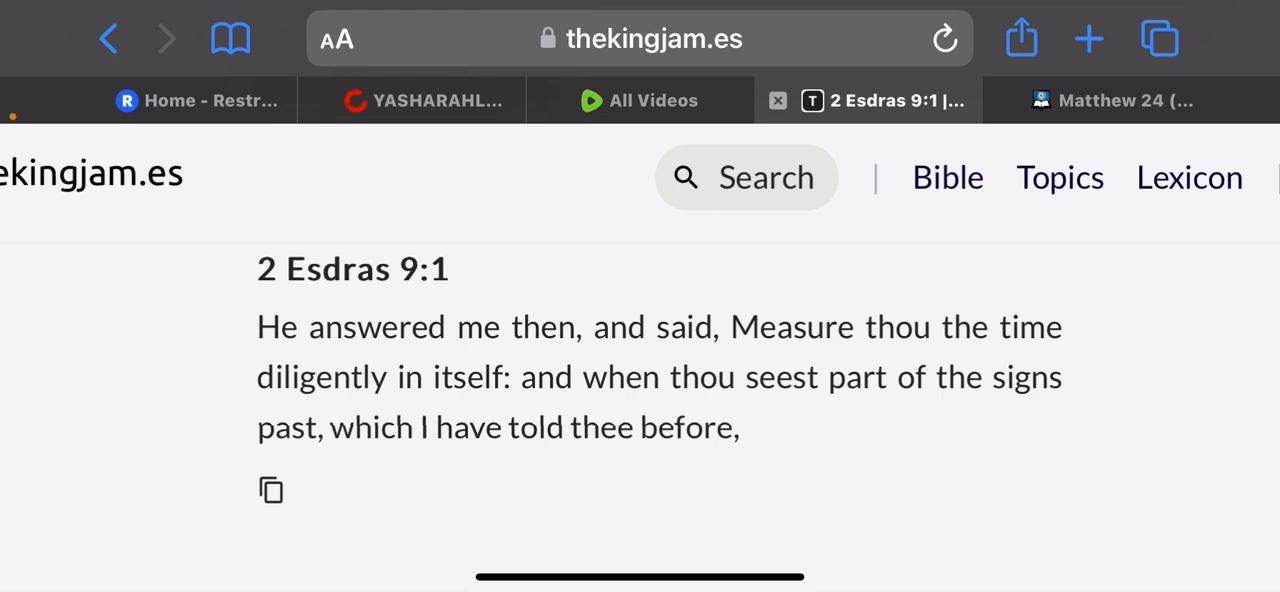 AA thekingjam.es
R Home - Restr... YASHARAHL... All Videos T 2 Esdras 9:1 |... Matthew 24 (...
ekingjam.es Search | Bible Topics Lexicon
2 Esdras 9:1
He answered me then, and said, Measure thou the time
diligently in itself: and when thou seest part of the signs
past, which I have told thee before,